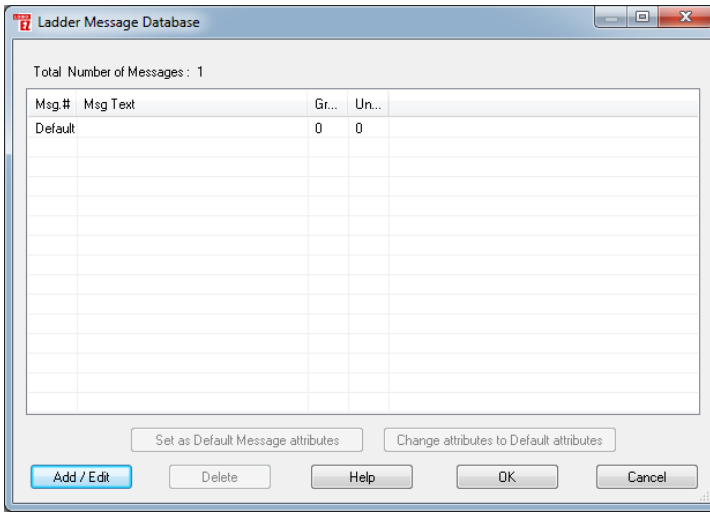 Ladder Message Database
Total Number of Messages : 1
Msg.# Msg Text Gr... Un...
Default 0 0
Set as Default Message attributes Change attributes to Default attributes
Add / Edit Delete Help OK Cancel